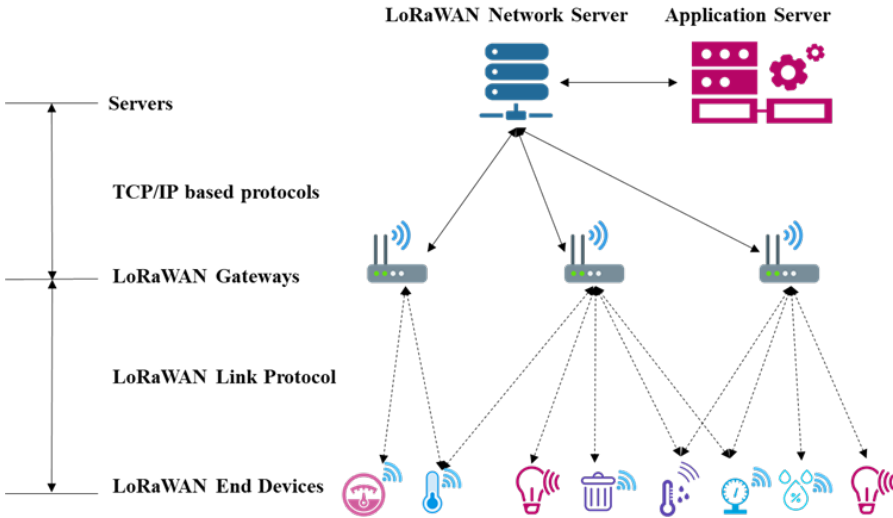 LoRaWAN Network Server
Application Server
Servers
TCP/IP based protocols
LoRaWAN Gateways
LoRaWAN Link Protocol
LoRaWAN End Devices
%